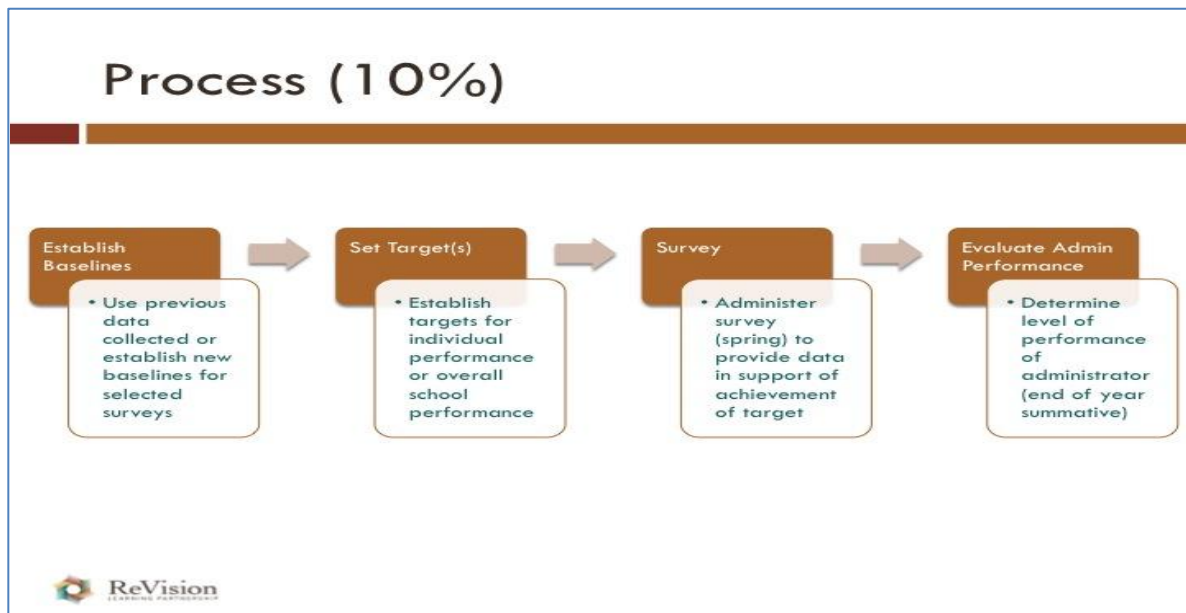 Process (10%)
Establish
Baselines
• Use previous
data
collected or
establish new
baselines for
selected
surveys
Set Target(s)
• Establish
targets for
individual
performance
or overall
school
performance
Survey
• Administer
survey
(spring) to
provide data
in support of
achievement
of target
Evaluate Admin
Performance
• Determine
level of
performance
of
administrator
(end of year
summative)
ReVision
LEARNING PARTNERSHIP